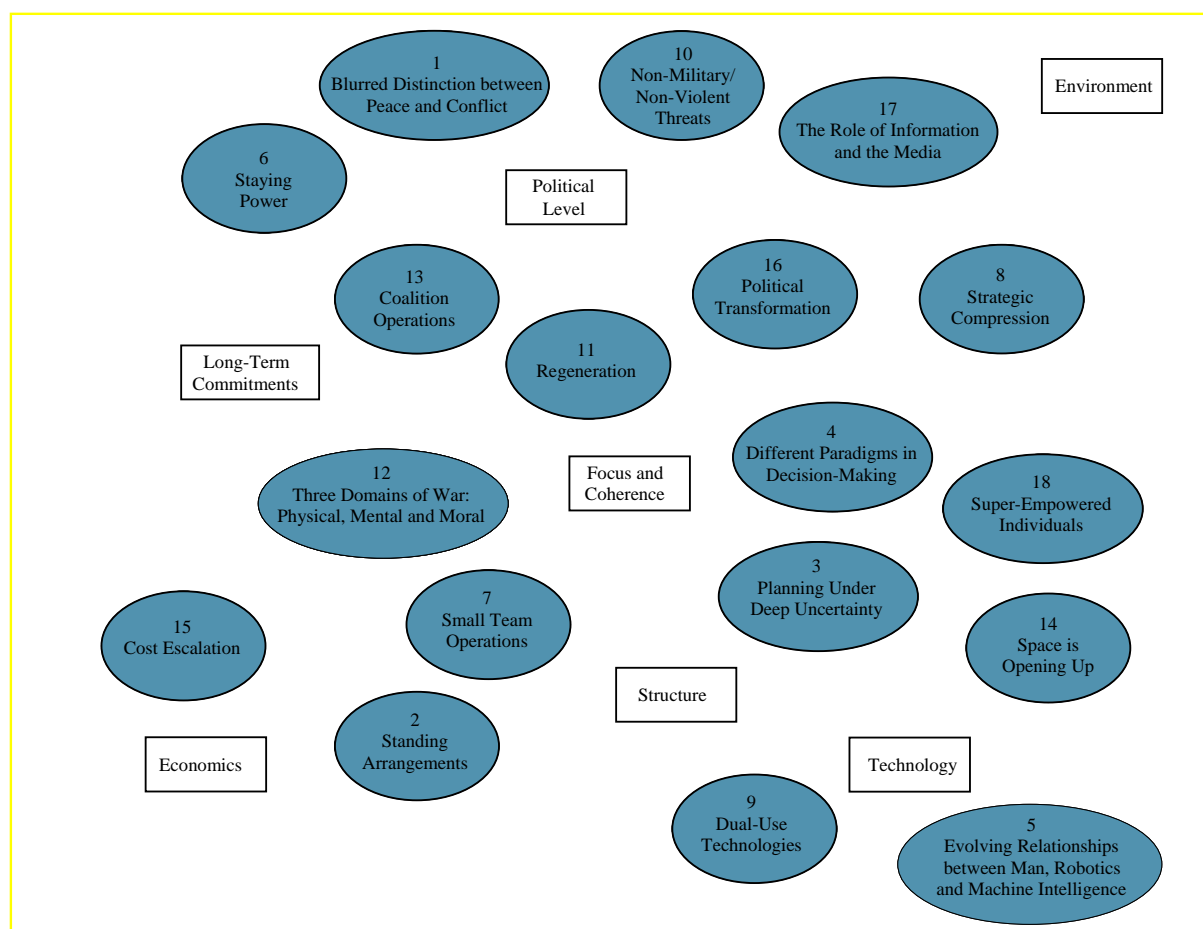 1
Blurred Distinction between
Peace and Conflict
10
Non-Military/
Non-Violent
Threats
17
The Role of Information
and the Media
Environment
6
Staying
Power
Political
Level
13
Coalition
Operations
16
Political
Transformation
8
Strategic
Compression
11
Regeneration
Long-Term
Commitments
4
Different Paradigms in
Decision-Making
12
Three Domains of War:
Physical, Mental and Moral
Focus and
Coherence
18
Super-Empowered
Individuals
3
Planning Under
Deep Uncertainty
7
Small Team
Operations
15
Cost Escalation
14
Space is
Opening Up
Structure
2
Standing
Arrangements
Economics
Technology
9
Dual-Use
Technologies
5
Evolving Relationships
between Man, Robotics
and Machine Intelligence